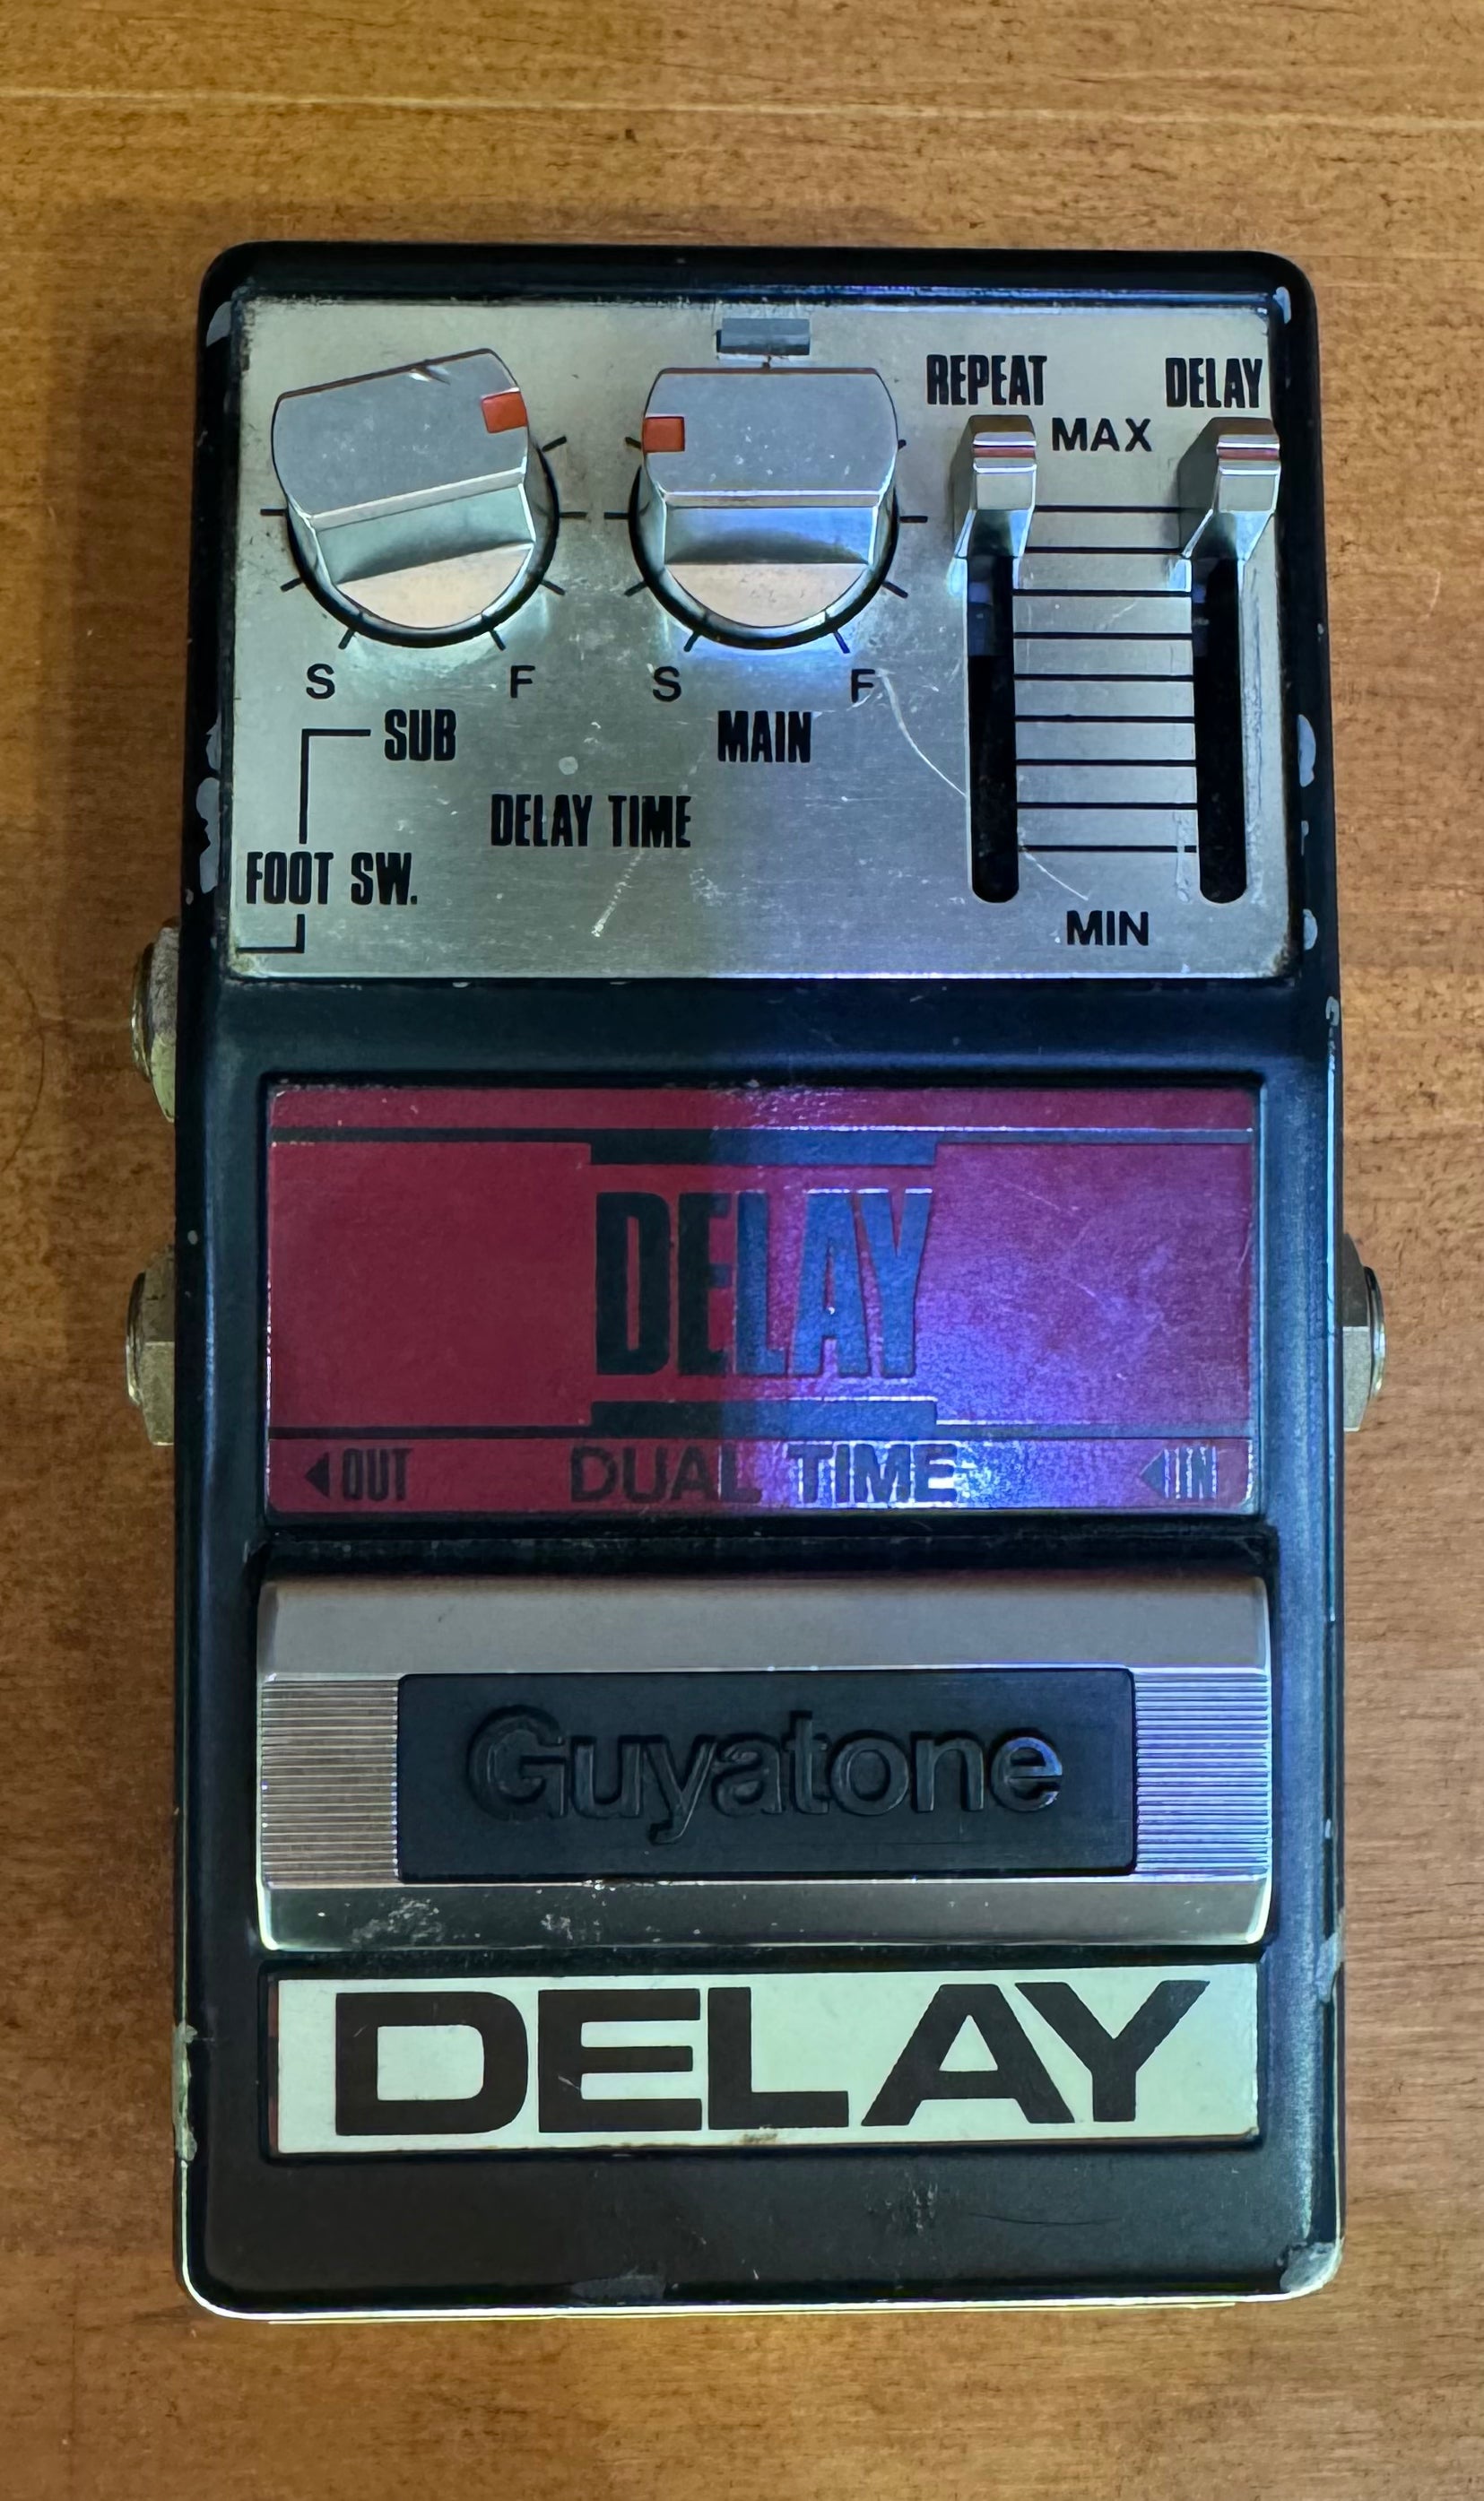 REPEAT DELAY
MAX
S F S F
SUB MAIN
DELAY TIME
FOOT SW.
MIN
DELAY
OUT DUAL TIME IN
Guyatone
DELAY